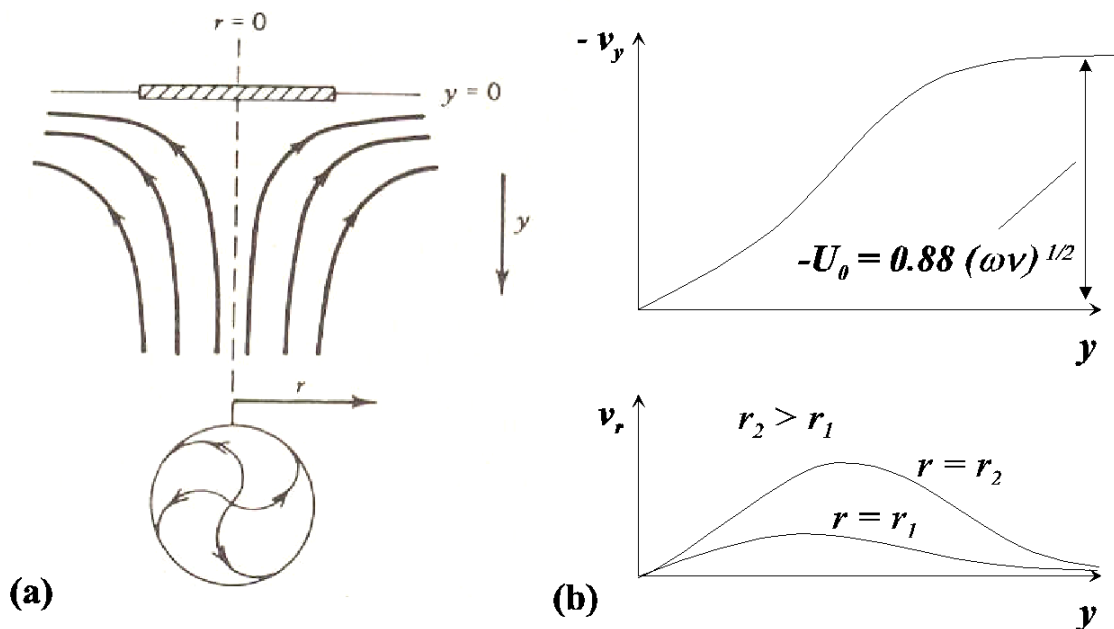 r = 0
y = 0
y
r
(a)
- v_y
-U_0 = 0.88 (ων)^{1/2}
y
v_r
r_2 > r_1
r = r_2
r = r_1
y
(b)